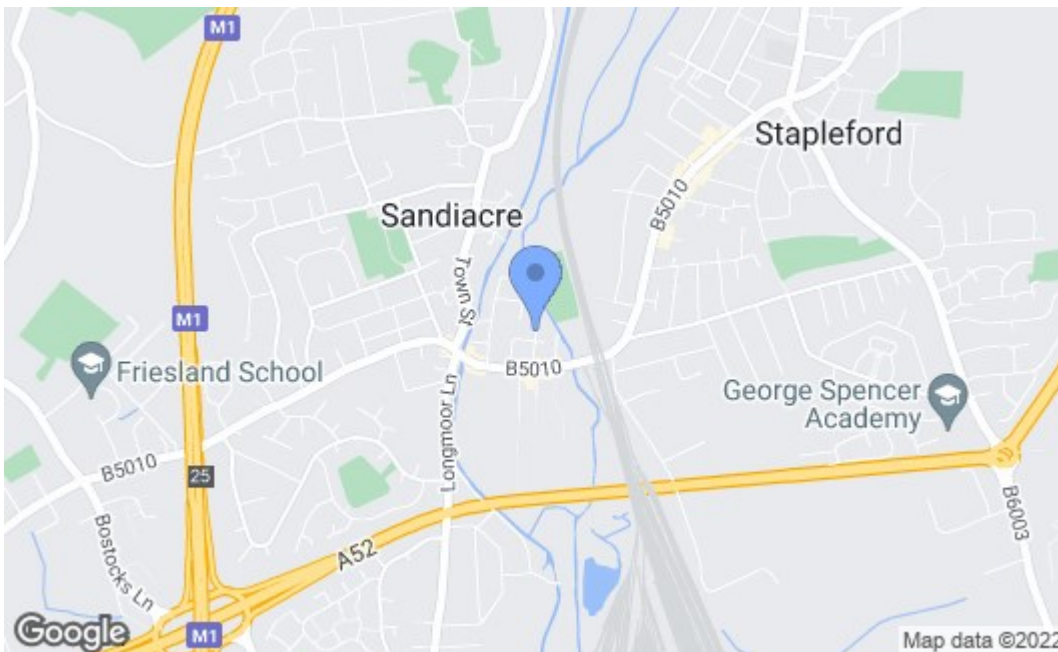 M1
Stapleford
Sandiacre
B5010
Town St
M1
B5010
Friesland School
George Spencer
Academy
Longmoor Ln
B5010
25
B6003
Bostocks Ln
A52
Google
M1
Map data ©2022